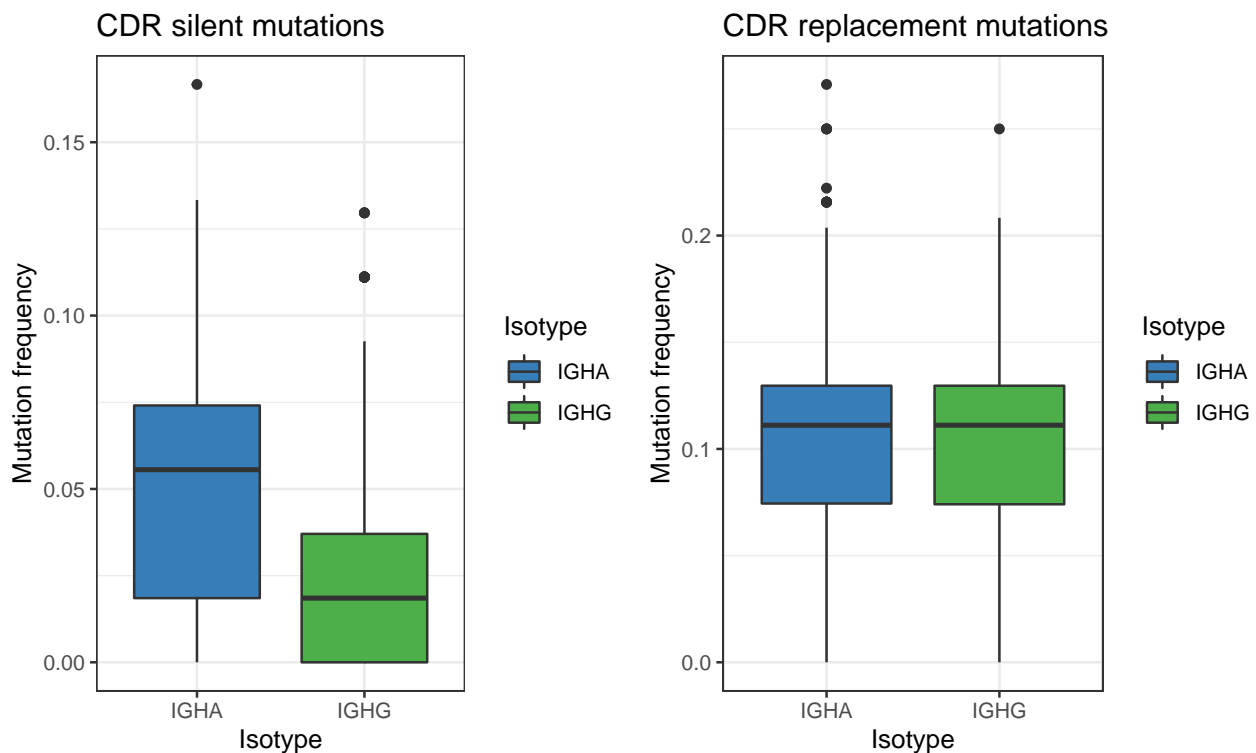 CDR silent mutations
Mutation frequency
0.15
0.10
0.05
0.00
IGHA
IGHG
Isotype
Isotype
IGHA
IGHG
CDR replacement mutations
Mutation frequency
0.2
0.1
0.0
IGHA
IGHG
Isotype
Isotype
IGHA
IGHG